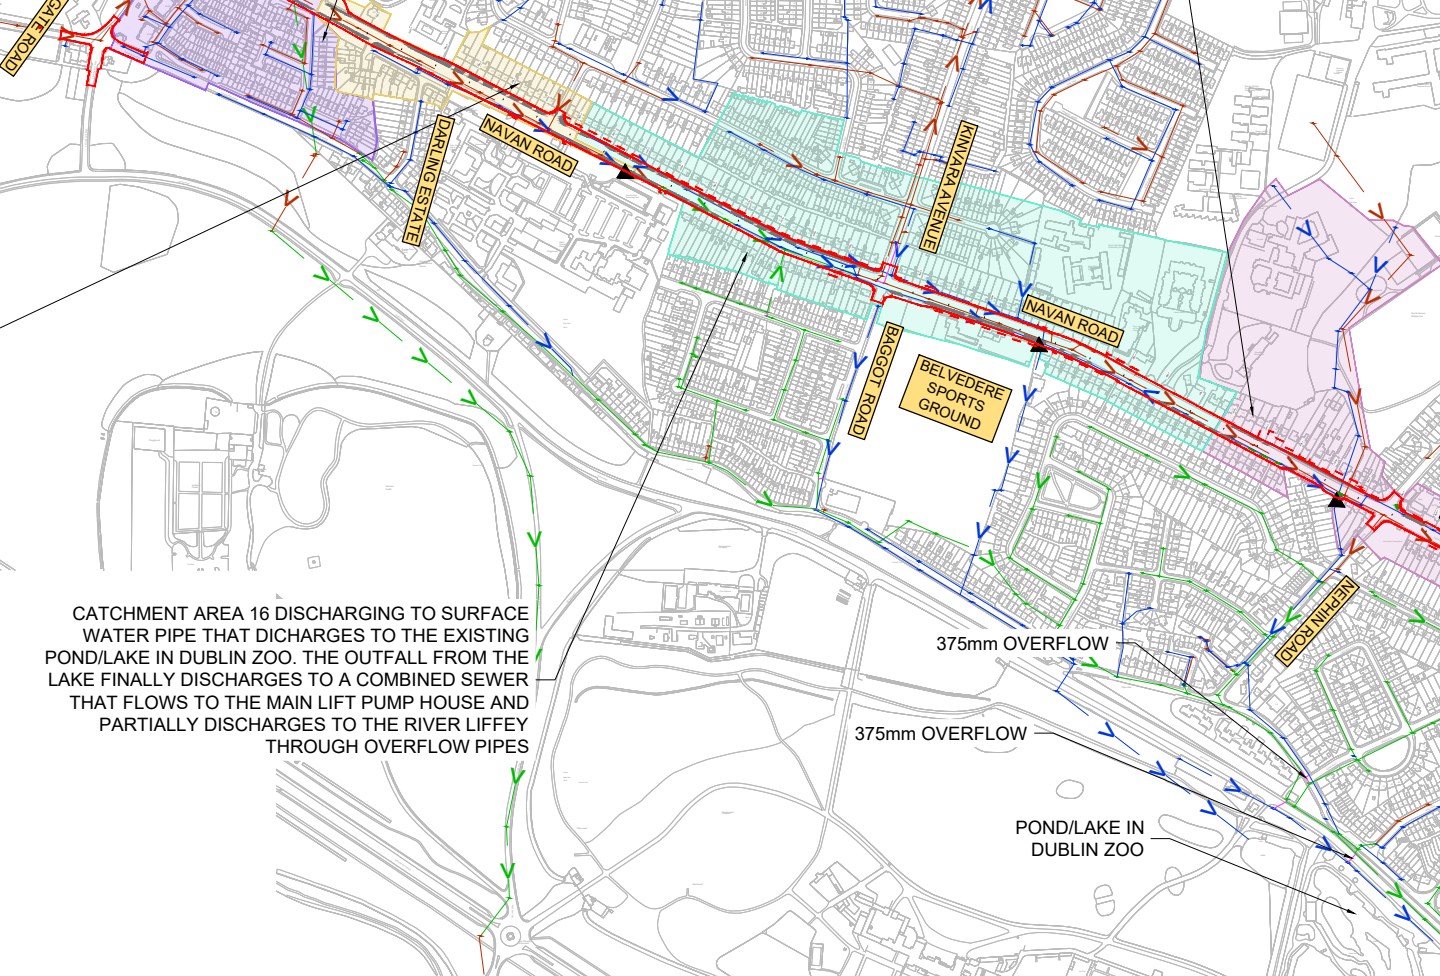 GATE ROAD
DARLING ESTATE
NAVAN ROAD
KINVARA AVENUE
NAVAN ROAD
BAGGOT ROAD
BELVEDERE
SPORTS
GROUND
NEPHIN ROAD
CATCHMENT AREA 16 DISCHARGING TO SURFACE
WATER PIPE THAT DICHARGES TO THE EXISTING
POND/LAKE IN DUBLIN ZOO. THE OUTFALL FROM THE
LAKE FINALLY DISCHARGES TO A COMBINED SEWER
THAT FLOWS TO THE MAIN LIFT PUMP HOUSE AND
PARTIALLY DISCHARGES TO THE RIVER LIFFEY
THROUGH OVERFLOW PIPES
375mm OVERFLOW
375mm OVERFLOW
POND/LAKE IN
DUBLIN ZOO